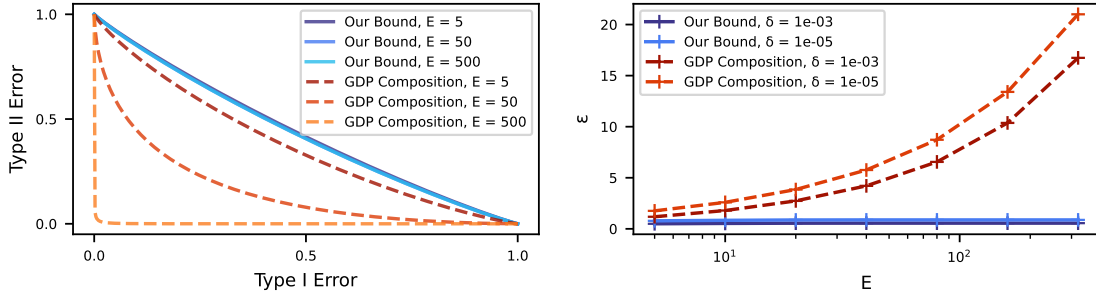 1.0
0.5
0.0
Type II Error
0.0
0.5
1.0
Type I Error
Our Bound, E = 5
Our Bound, E = 50
Our Bound, E = 500
GDP Composition, E = 5
GDP Composition, E = 50
GDP Composition, E = 500
20
15
10
5
0
ε
10¹
10²
E
Our Bound, δ = 1e-03
Our Bound, δ = 1e-05
GDP Composition, δ = 1e-03
GDP Composition, δ = 1e-05